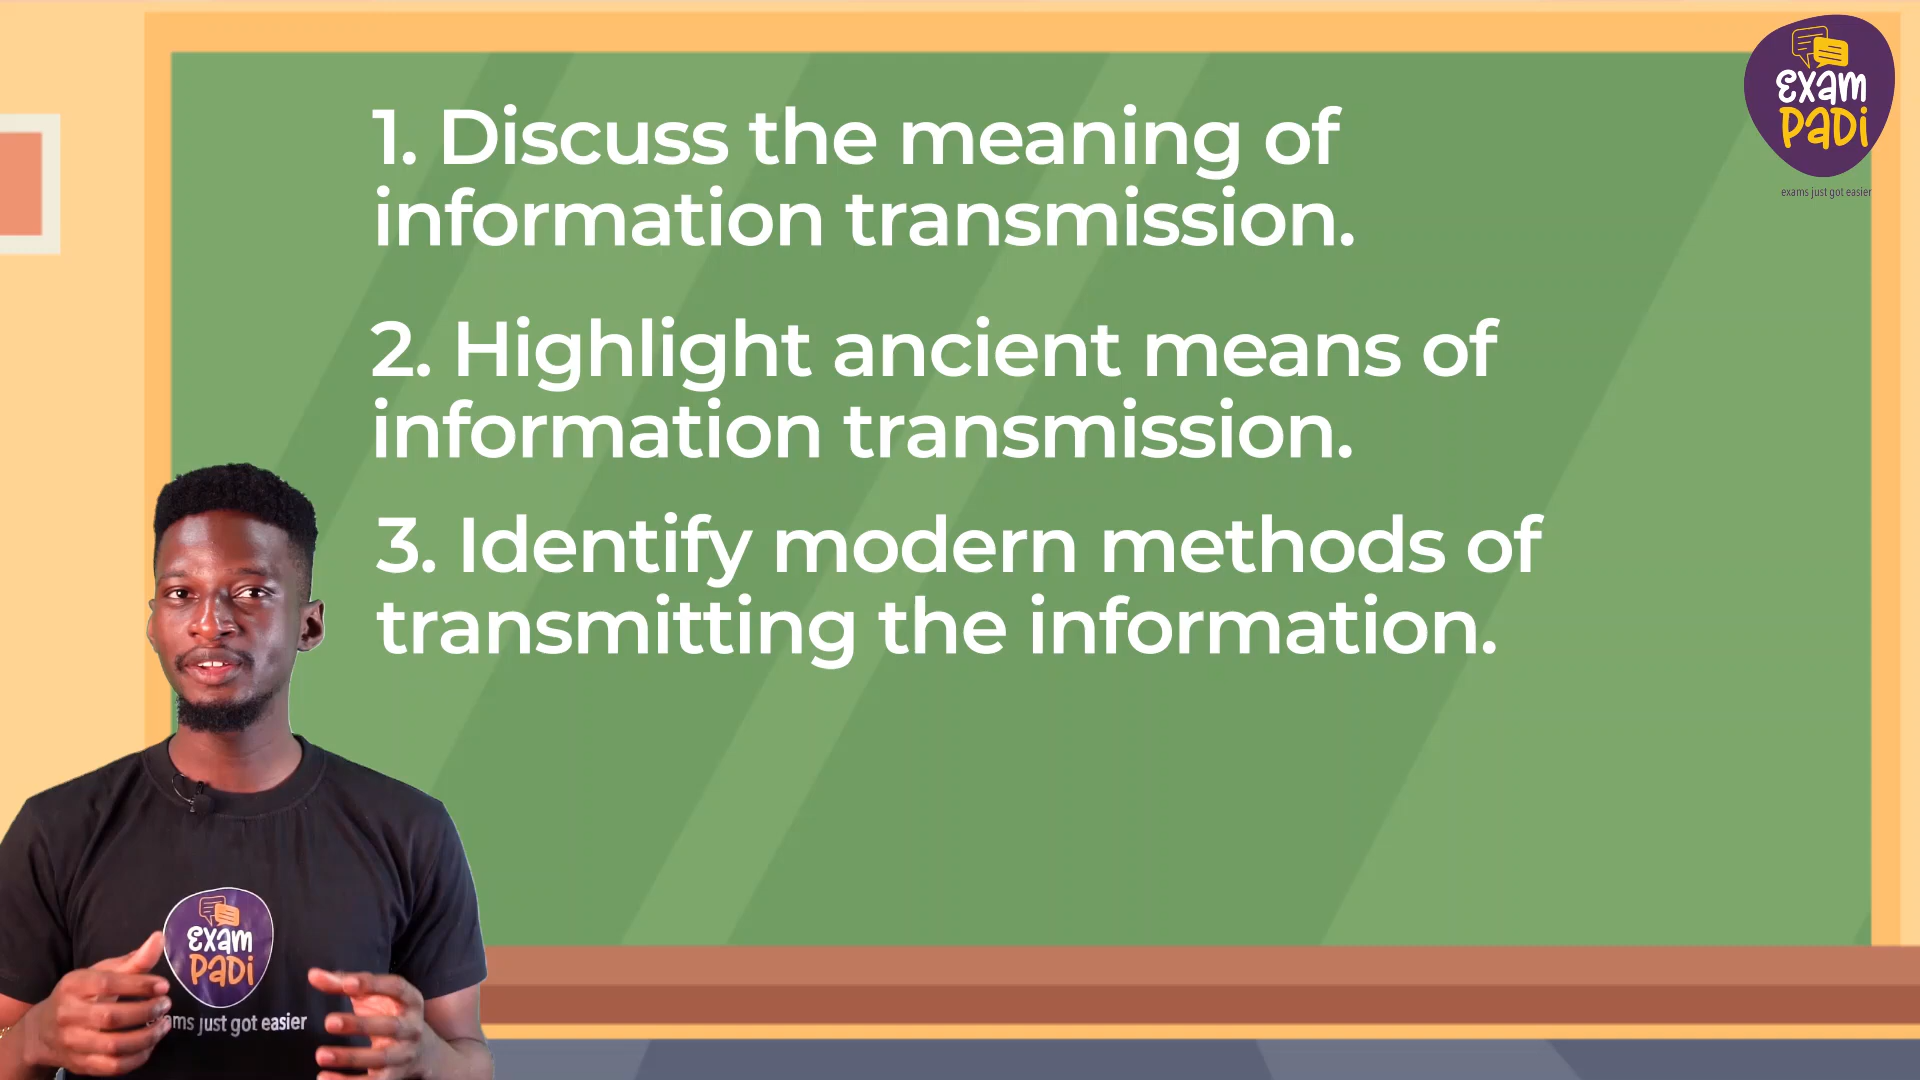 1. Discuss the meaning of
information transmission.
2. Highlight ancient means of
information transmission.
3. Identify modern methods of
transmitting the information.
exam
PADi
exams just got easier
exam
PADi
ams just got easier